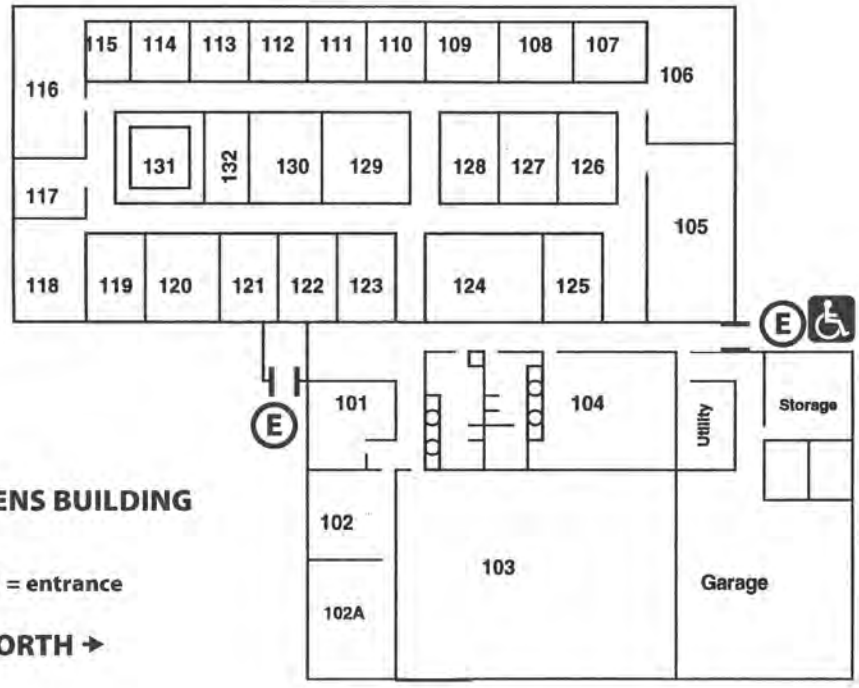 115 114 113 112 111 110 109 108 107
116
106
131 132 130 129 128 127 126
117
105
118 119 120 121 122 123 124 125
E
E
101
104
Utility
Storage
ENS BUILDING
102
103
= entrance
Garage
102A
ORTH →